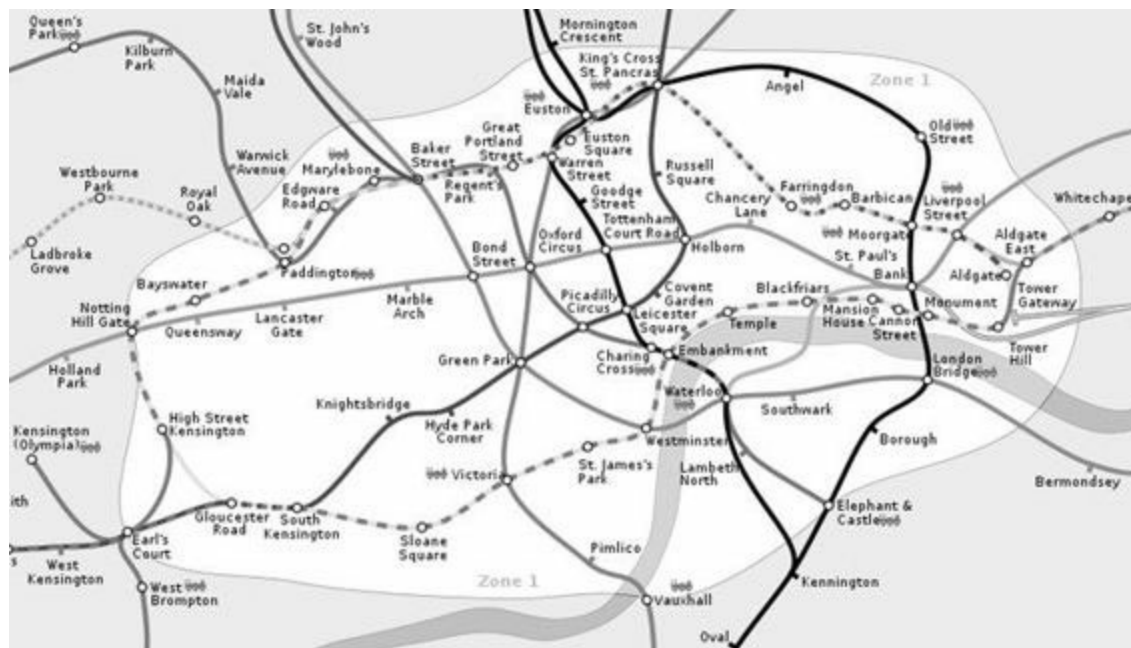 Queen's
Park
Kilburn
Park
St. John's
Wood
Mornington
Crescent
King's Cross
St. Pancras
Angel
Zone 1
Maida
Vale
Euston
Old
Street
Great
Portland
Street
Euston
Square
Warren
Street
Baker
Street
Marylebone
Warwick
Avenue
Edgware
Road
Regent's
Park
Goodge
Street
Russell
Square
Westbourne
Park
Royal
Oak
Farringdon
Barbican
Liverpool
Street
Whitechape
Chancery
Lane
Tottenham
Court Road
Holborn
Moorgate
Aldgate
East
Ladbroke
Grove
Paddington
Bond
Street
Oxford
Circus
St. Paul's
Bank
Aldgate
Bayswater
Notting
Hill Gate
Queensway
Lancaster
Gate
Marble
Arch
Picadilly
Circus
Covent
Garden
Leicester
Square
Blackfriars
Mansion
House
Cannon
Street
Monument
Tower
Gateway
Temple
Tower
Hill
Holland
Park
Green Park
Charing
Cross
Embankment
London
Bridge
Waterloo
Southwark
Knightsbridge
Hyde Park
Corner
High Street
Kensington
Kensington
(Olympia)
Westminster
Borough
Victoria
St. James's
Park
Lambeth
North
Bermondsey
ith
Gloucester
Road
South
Kensington
Sloane
Square
Elephant &
Castle
Earl's
Court
s
West
Kensington
Pimlico
West
Brompton
Zone 1
Vauxhall
Kennington
Oval